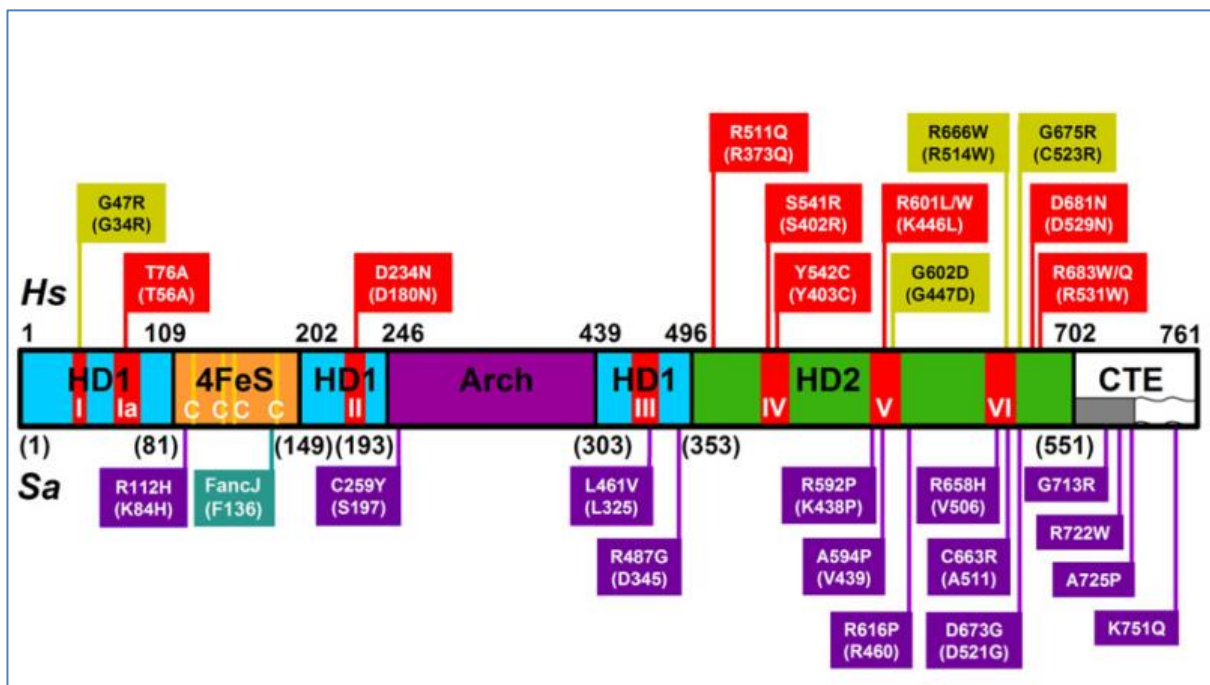 R511Q
(R373Q)
R666W
(R514W)
G675R
(C523R)
G47R
(G34R)
S541R
(S402R)
R601L/W
(K446L)
D681N
(D529N)
T76A
(T56A)
D234N
(D180N)
Y542C
(Y403C)
G602D
(G447D)
R683W/Q
(R531W)
Hs
1 109 202 246 439 496 702 761
HD1 4FeS HD1 Arch HD1 HD2 CTE
I Ia C C C C II III IV V VI
(1) (81) (149) (193) (303) (353) (551)
Sa
R112H
(K84H)
FancJ
(F136)
C259Y
(S197)
L461V
(L325)
R592P
(K438P)
R658H
(V506)
G713R
R487G
(D345)
A594P
(V439)
C663R
(A511)
R722W
A725P
R616P
(R460)
D673G
(D521G)
K751Q